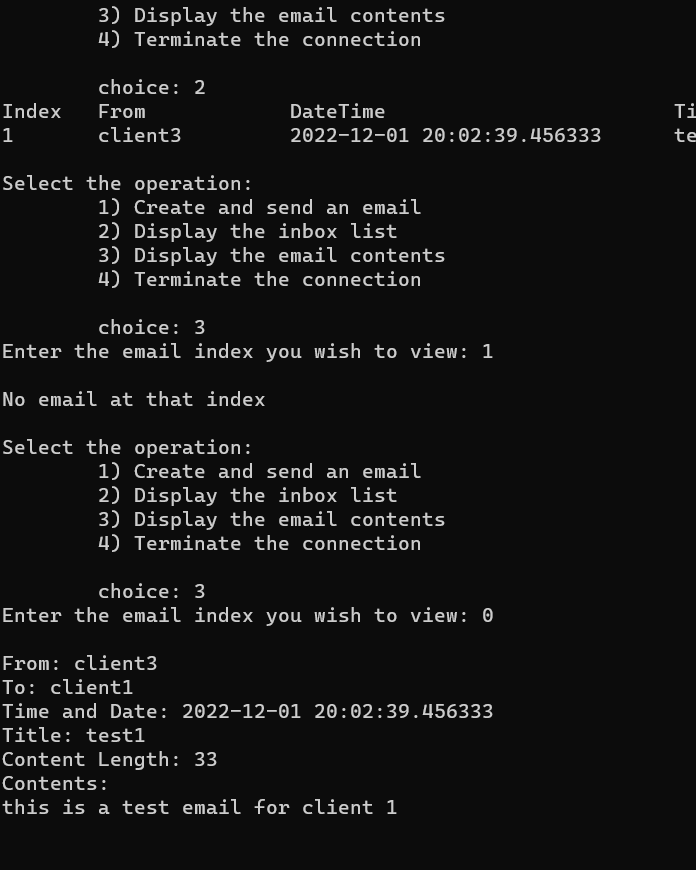 3) Display the email contents
4) Terminate the connection
choice: 2
Index From DateTime Ti
1 client3 2022-12-01 20:02:39.456333 te
Select the operation:
1) Create and send an email
2) Display the inbox list
3) Display the email contents
4) Terminate the connection
choice: 3
Enter the email index you wish to view: 1
No email at that index
Select the operation:
1) Create and send an email
2) Display the inbox list
3) Display the email contents
4) Terminate the connection
choice: 3
Enter the email index you wish to view: 0
From: client3
To: client1
Time and Date: 2022-12-01 20:02:39.456333
Title: test1
Content Length: 33
Contents:
this is a test email for client 1